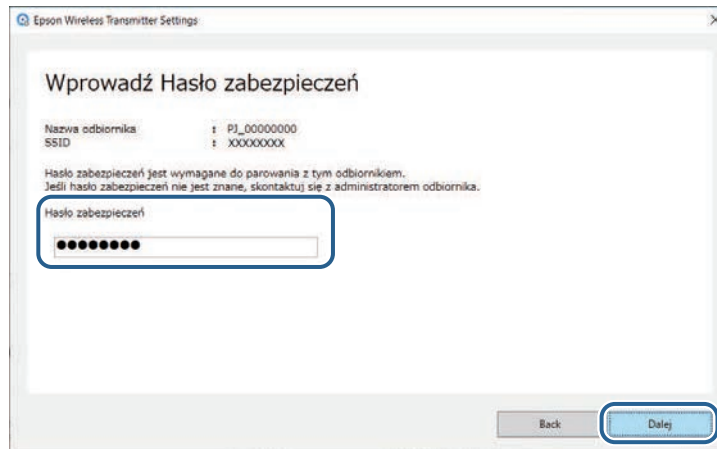 Epson Wireless Transmitter Settings
Wprowadź Hasło zabezpieczeń
Nazwa odbiornika : PJ_00000000
SSID : XXXXXXXX
Hasło zabezpieczeń jest wymagane do parowania z tym odbiornikiem.
Jeśli hasło zabezpieczeń nie jest znane, skontaktuj się z administratorem odbiornika.
Hasło zabezpieczeń
●●●●●●●●
Back Dalej